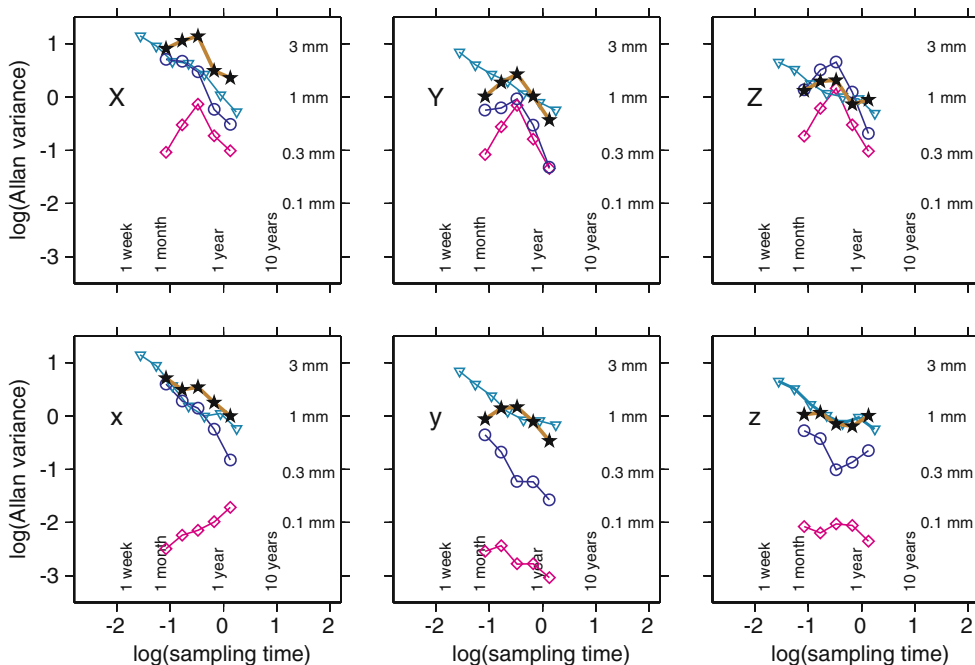 log(Allan variance)
1
0
-1
-2
-3
X
3 mm
1 mm
0.3 mm
0.1 mm
1 week
1 month
1 year
10 years
Y
3 mm
1 mm
0.3 mm
0.1 mm
1 week
1 month
1 year
10 years
Z
3 mm
1 mm
0.3 mm
0.1 mm
1 week
1 month
1 year
10 years
log(Allan variance)
1
0
-1
-2
-3
x
3 mm
1 mm
0.3 mm
0.1 mm
1 week
1 month
1 year
10 years
y
3 mm
1 mm
0.3 mm
0.1 mm
1 week
1 month
1 year
10 years
z
3 mm
1 mm
0.3 mm
0.1 mm
1 week
1 month
1 year
10 years
-2 -1 0 1 2
-2 -1 0 1 2
-2 -1 0 1 2
log(sampling time)
log(sampling time)
log(sampling time)